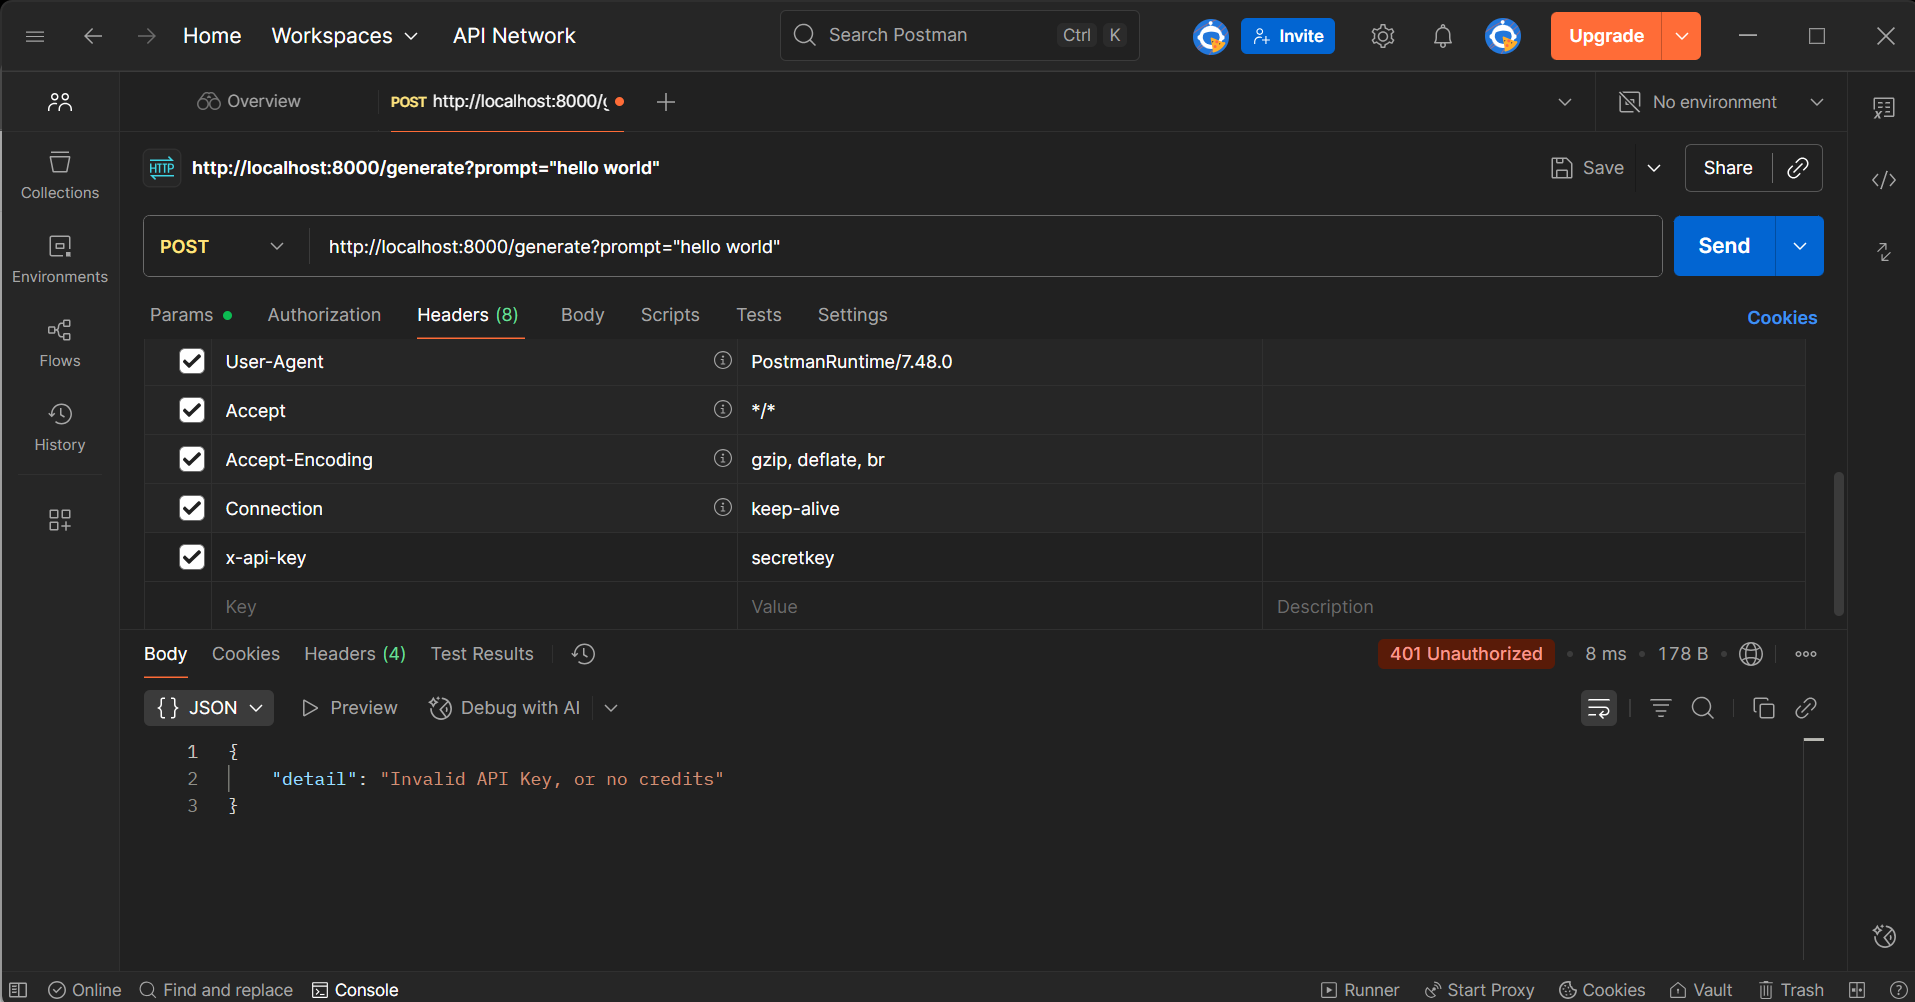 Home
Workspaces
API Network
Search Postman
Ctrl K
Invite
Upgrade
Overview
POST http://localhost:8000/g
No environment
HTTP
http://localhost:8000/generate?prompt="hello world"
Save
Share
Collections
Environments
Flows
History
POST
http://localhost:8000/generate?prompt="hello world"
Send
Params
Authorization
Headers (8)
Body
Scripts
Tests
Settings
Cookies
User-Agent PostmanRuntime/7.48.0
Accept */*
Accept-Encoding gzip, deflate, br
Connection keep-alive
x-api-key secretkey
Key Value Description
Body
Cookies
Headers (4)
Test Results
401 Unauthorized • 8 ms • 178 B
{} JSON
Preview
Debug with AI
1 {
2 "detail": "Invalid API Key, or no credits"
3 }
Online
Find and replace
Console
Runner
Start Proxy
Cookies
Vault
Trash